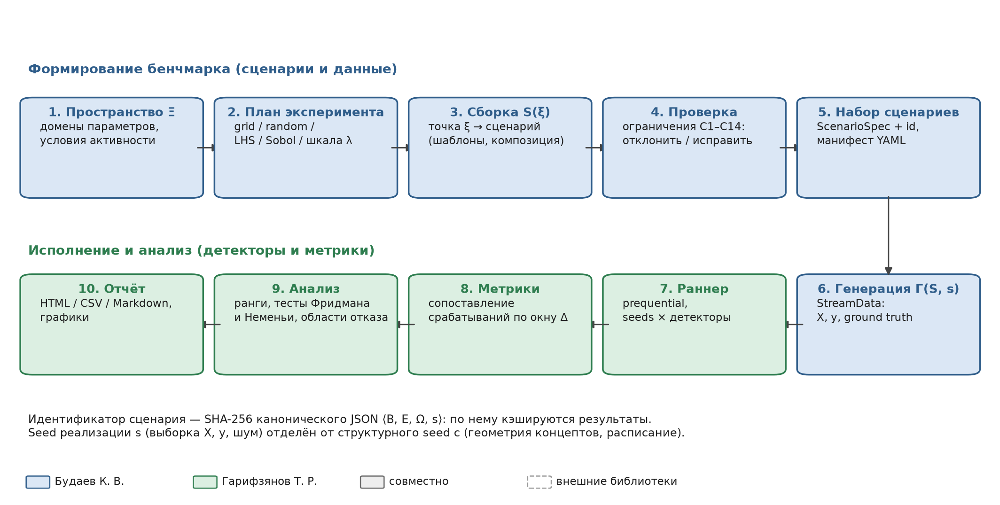 Формирование бенчмарка (сценарии и данные)
1. Пространство Ξ
домены параметров,
условия активности
2. План эксперимента
grid / random /
LHS / Sobol / шкала λ
3. Сборка S(ξ)
точка ξ → сценарий
(шаблоны, композиция)
4. Проверка
ограничения C1–C14:
отклонить / исправить
5. Набор сценариев
ScenarioSpec + id,
манифест YAML
Исполнение и анализ (детекторы и метрики)
10. Отчёт
HTML / CSV / Markdown,
графики
9. Анализ
ранги, тесты Фридмана
и Неменьи, области отказа
8. Метрики
сопоставление
срабатываний по окну Δ
7. Раннер
prequential,
seeds × детекторы
6. Генерация Γ(S, s)
StreamData:
X, y, ground truth
Идентификатор сценария — SHA-256 канонического JSON ⟨B, E, Ω, s⟩: по нему кэшируются результаты.
Seed реализации s (выборка X, y, шум) отделён от структурного seed c (геометрия концептов, расписание).
Будаев К. В.
Гарифзянов Т. Р.
совместно
внешние библиотеки